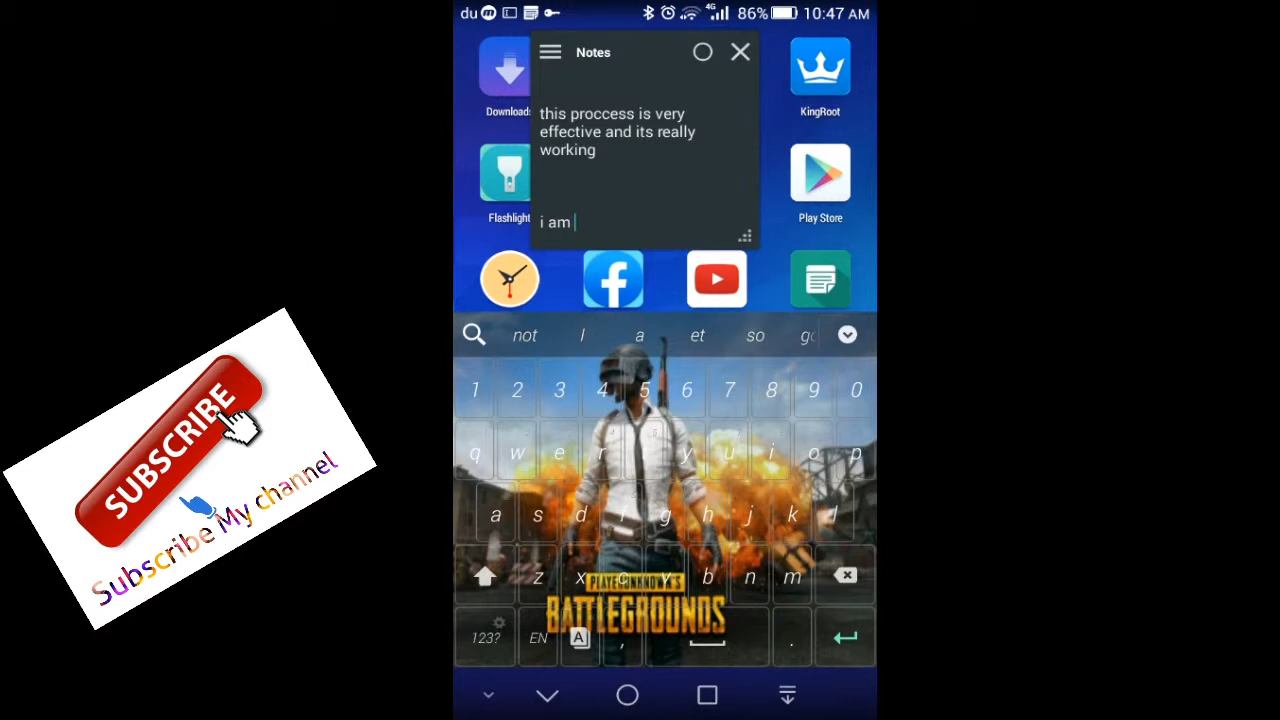 du 4G 86% 10:47 AM
Notes
this proccess is very
effective and its really
working
i am
Downloads
KingRoot
Flashlight
Play Store
not l a et so
1 2 3 4 5 6 7 8 9 0
q w e r t y u i o p
a s d f g h j k l
z x c v b n m
PLAYERUNKNOWN'S
BATTLEGROUNDS
123? EN A , .
SUBSCRIBE
Subscribe My channel